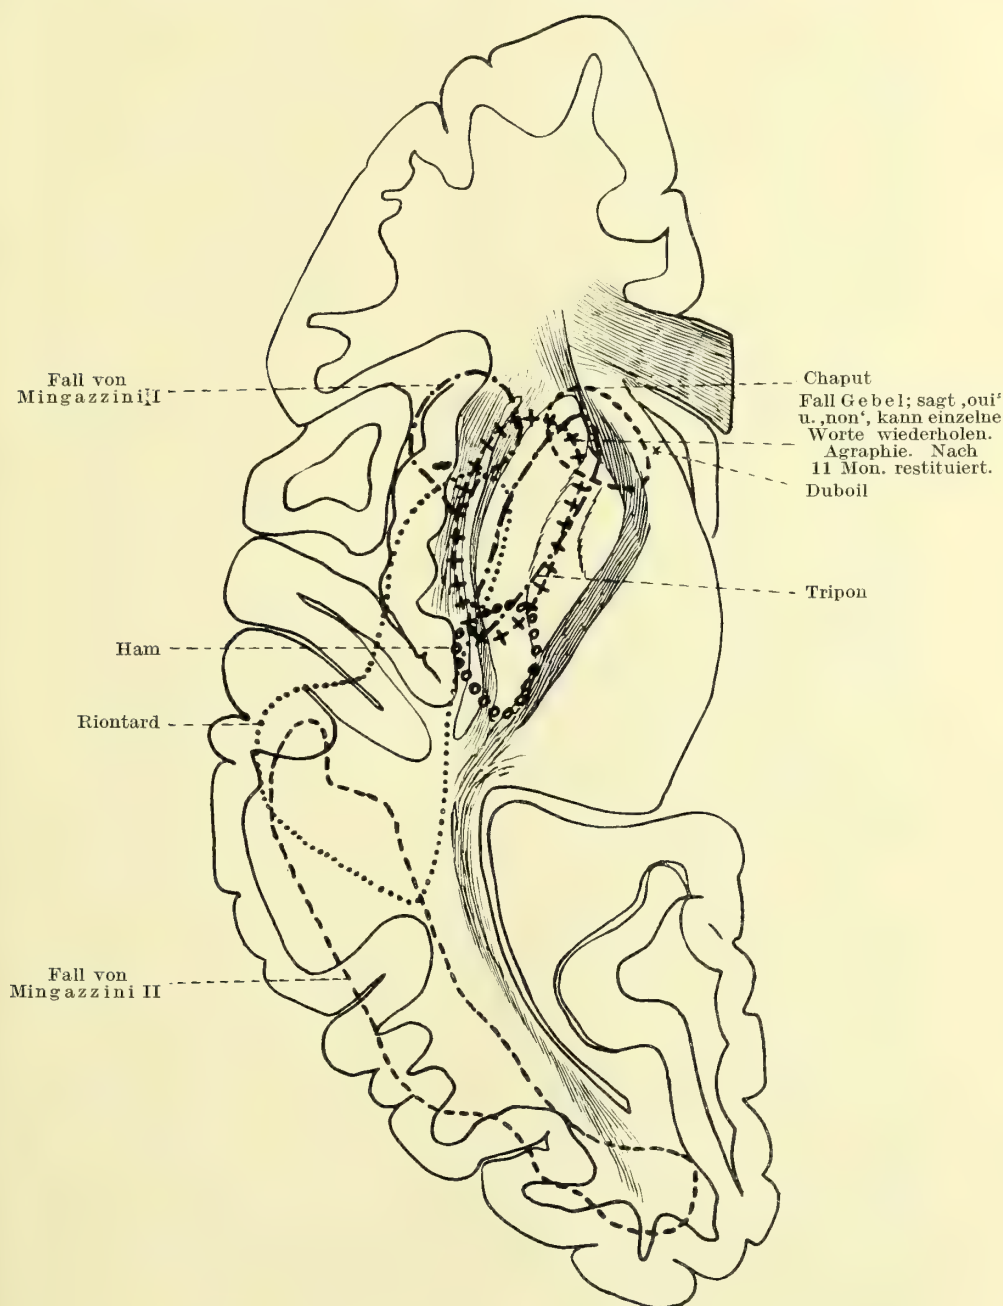 Fall von
Mingazzini I
Ham
Riontard
Fall von
Mingazzini II
Chaput
Fall Gebel; sagt ‚oui‘
u. ‚non‘, kann einzelne
Worte wiederholen.
Agraphie. Nach
11 Mon. restituiert.
Duboil
Tripon